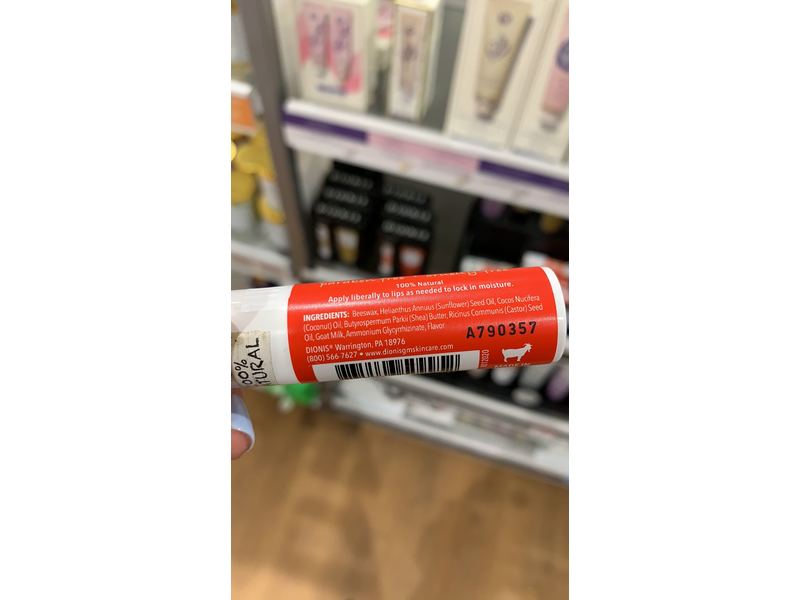 100% Natural
Apply liberally to lips as needed to lock in moisture.
INGREDIENTS: Beeswax, Helianthus Annuus (Sunflower) Seed Oil, Cocos Nucifera
(Coconut) Oil, Butyrospermum Parkii (Shea) Butter, Ricinus Communis (Castor) Seed
Oil, Goat Milk, Ammonium Glycyrrhizinate, Flavor
A790357
DIONIS® Warrington, PA 18976
(800) 566-7627 • www.dionisgmskincare.com
MADE IN